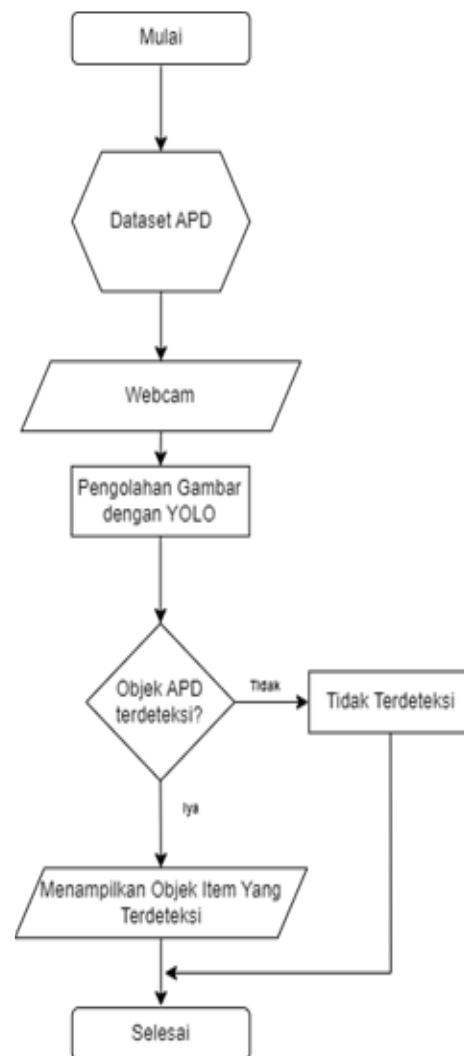 Mulai
Dataset APD
Webcam
Pengolahan Gambar
dengan YOLO
Objek APD
terdeteksi?
Tidak
Tidak Terdeteksi
Iya
Menampilkan Objek Item Yang
Terdeteksi
Selesai